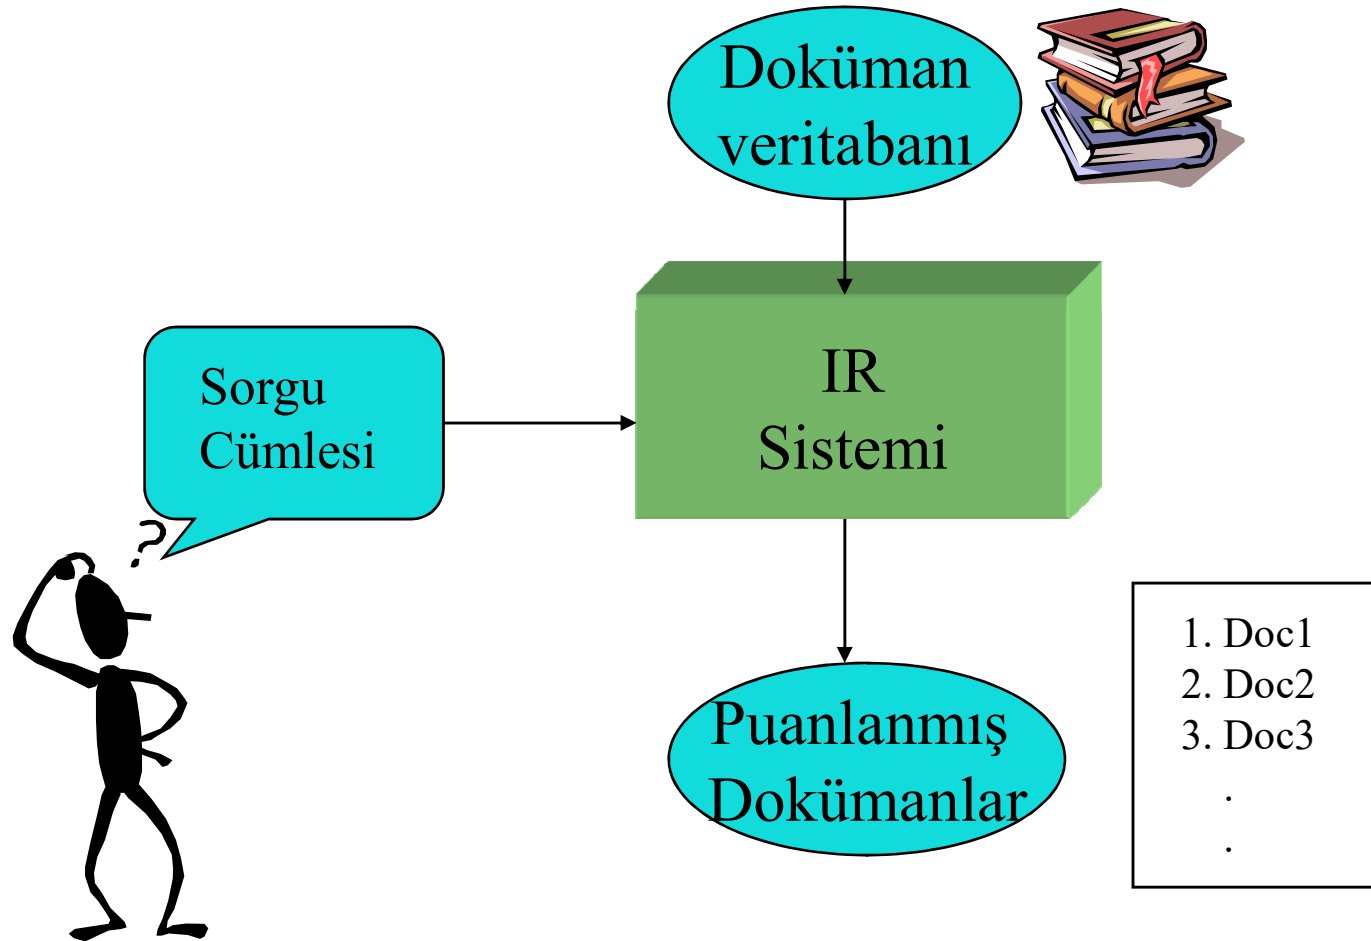 Doküman
veritabanı
IR
Sistemi
Sorgu
Cümlesi
?
Puanlanmış
Dokümanlar
1. Doc1
2. Doc2
3. Doc3
.
.